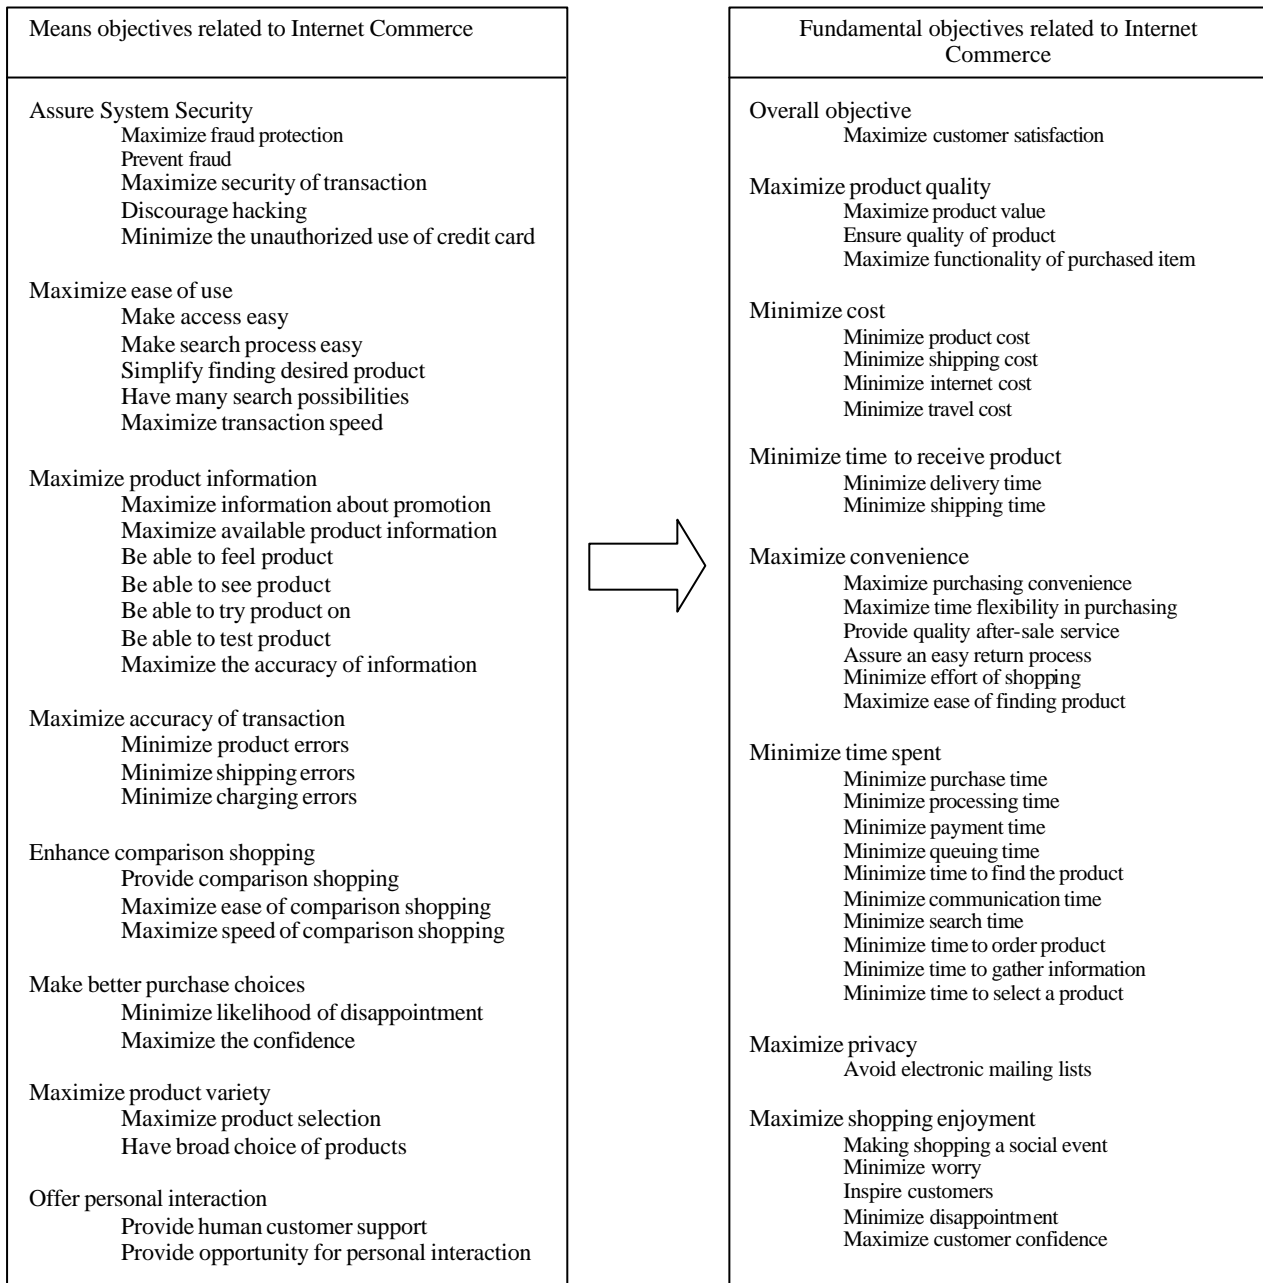 Means objectives related to Internet Commerce
Assure System Security
Maximize fraud protection
Prevent fraud
Maximize security of transaction
Discourage hacking
Minimize the unauthorized use of credit card
Maximize ease of use
Make access easy
Make search process easy
Simplify finding desired product
Have many search possibilities
Maximize transaction speed
Maximize product information
Maximize information about promotion
Maximize available product information
Be able to feel product
Be able to see product
Be able to try product on
Be able to test product
Maximize the accuracy of information
Maximize accuracy of transaction
Minimize product errors
Minimize shipping errors
Minimize charging errors
Enhance comparison shopping
Provide comparison shopping
Maximize ease of comparison shopping
Maximize speed of comparison shopping
Make better purchase choices
Minimize likelihood of disappointment
Maximize the confidence
Maximize product variety
Maximize product selection
Have broad choice of products
Offer personal interaction
Provide human customer support
Provide opportunity for personal interaction
Fundamental objectives related to Internet
Commerce
Overall objective
Maximize customer satisfaction
Maximize product quality
Maximize product value
Ensure quality of product
Maximize functionality of purchased item
Minimize cost
Minimize product cost
Minimize shipping cost
Minimize internet cost
Minimize travel cost
Minimize time to receive product
Minimize delivery time
Minimize shipping time
Maximize convenience
Maximize purchasing convenience
Maximize time flexibility in purchasing
Provide quality after-sale service
Assure an easy return process
Minimize effort of shopping
Maximize ease of finding product
Minimize time spent
Minimize purchase time
Minimize processing time
Minimize payment time
Minimize queuing time
Minimize time to find the product
Minimize communication time
Minimize search time
Minimize time to order product
Minimize time to gather information
Minimize time to select a product
Maximize privacy
Avoid electronic mailing lists
Maximize shopping enjoyment
Making shopping a social event
Minimize worry
Inspire customers
Minimize disappointment
Maximize customer confidence